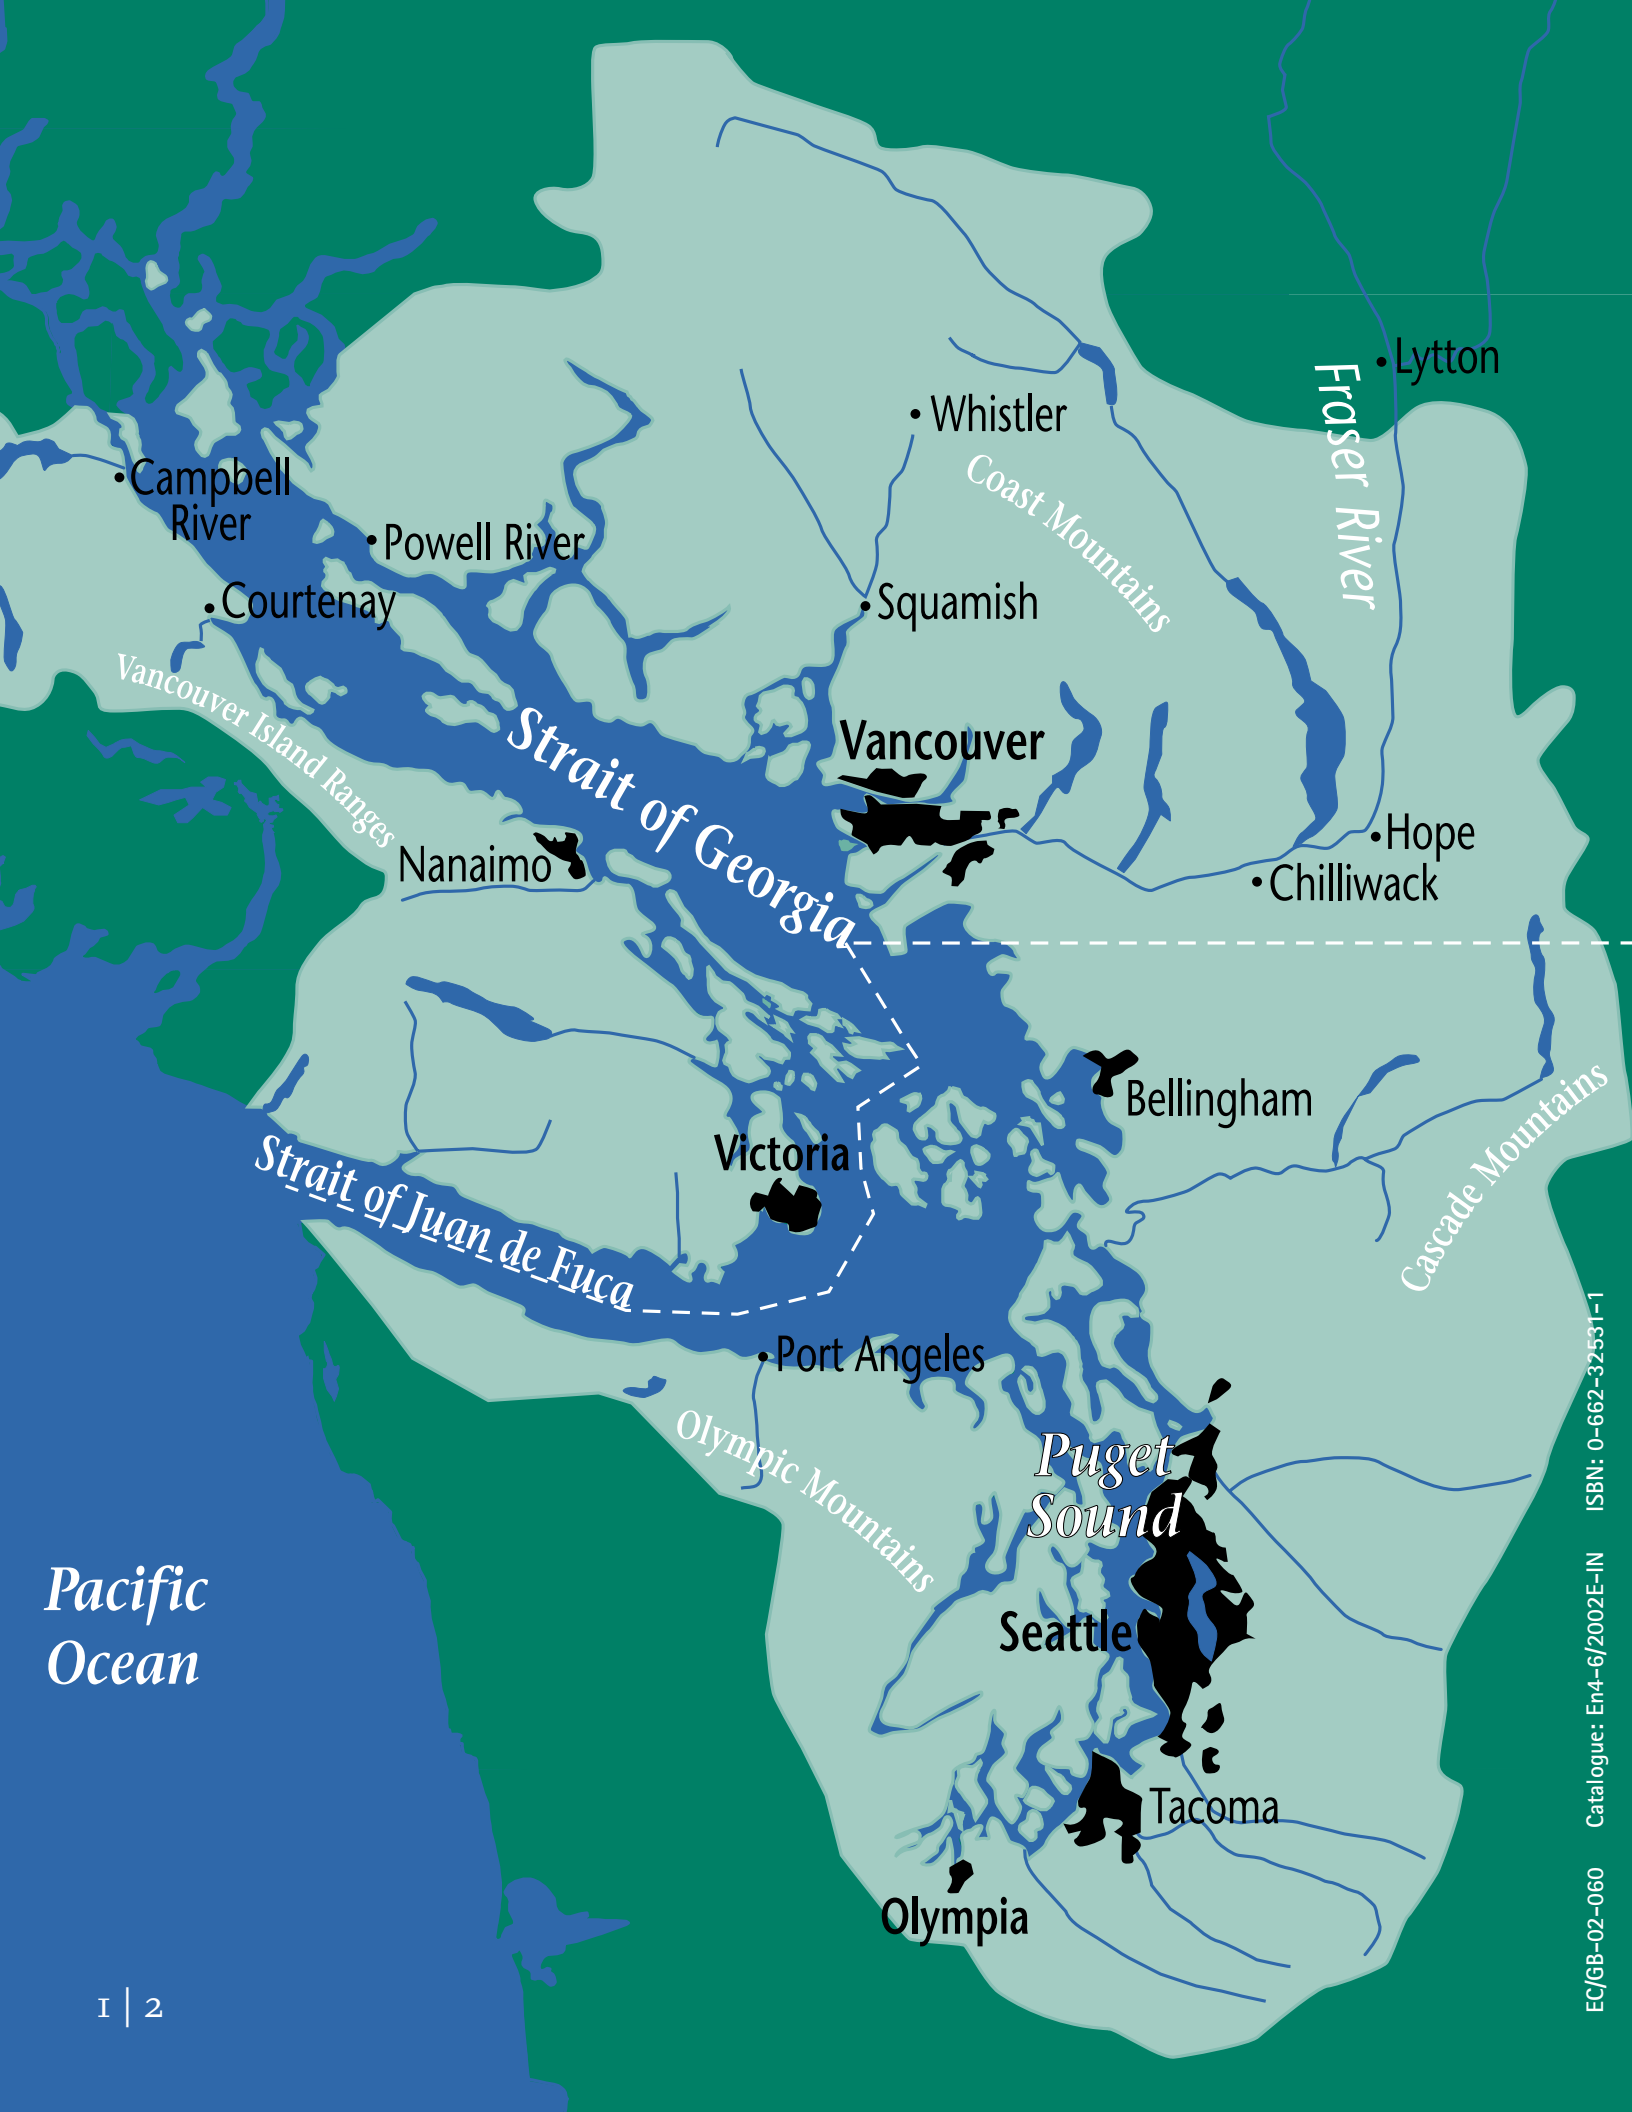 Lytton
Fraser River
Whistler
Coast Mountains
Campbell
River
Powell River
Courtenay
Squamish
Vancouver Island Ranges
Strait of Georgia
Vancouver
Hope
Nanaimo
Chilliwack
Bellingham
Cascade Mountains
Victoria
Strait of Juan de Fuca
Port Angeles
Olympic Mountains
Puget
Sound
Pacific
Ocean
Seattle
Tacoma
Olympia
1 | 2
EC/GB-02-060 Catalogue: En4-6/2002E-IN ISBN: 0-662-32531-1